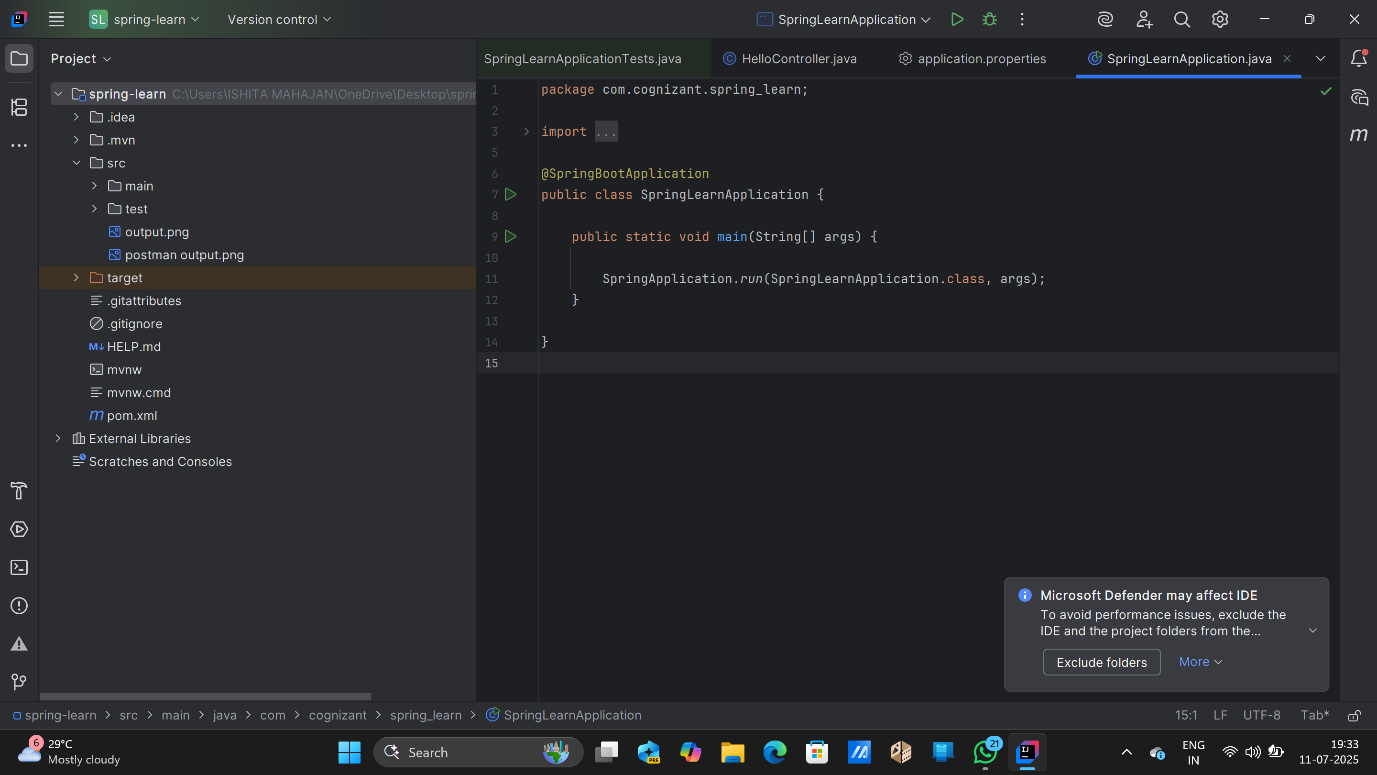 SL spring-learn Version control SpringLearnApplication
Project
SpringLearnApplicationTests.java HelloController.java application.properties SpringLearnApplication.java
spring-learn C:\Users\ISHITA MAHAJAN\OneDrive\Desktop\sprin
.idea
.mvn
src
main
test
output.png
postman output.png
target
.gitattributes
.gitignore
M↓ HELP.md
mvnw
mvnw.cmd
m pom.xml
External Libraries
Scratches and Consoles
1 package com.cognizant.spring_learn;
2
3 import ...
5
6 @SpringBootApplication
7 public class SpringLearnApplication {
8
9 public static void main(String[] args) {
10
11 SpringApplication.run(SpringLearnApplication.class, args);
12 }
13
14 }
15
m
Microsoft Defender may affect IDE
To avoid performance issues, exclude the
IDE and the project folders from the...
Exclude folders More
spring-learn > src > main > java > com > cognizant > spring_learn > SpringLearnApplication 15:1 LF UTF-8 Tab*
6 29°C
Mostly cloudy
Search
PRE
21
IJ
ENG
IN
19:33
11-07-2025